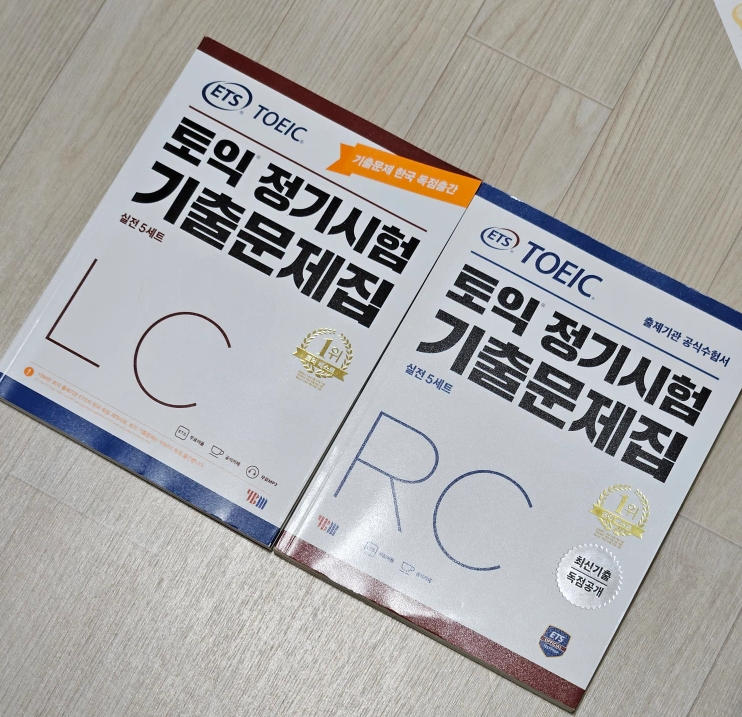 ETS TOEIC
기출문제 한국 독점출간
토익 정기시험
기출문제집
실전 5세트
LC
1위
YBM
ETS TOEIC
출제기관 공식수험서
토익 정기시험
기출문제집
실전 5세트
RC
1위
최신기출
독점공개
YBM
ETS